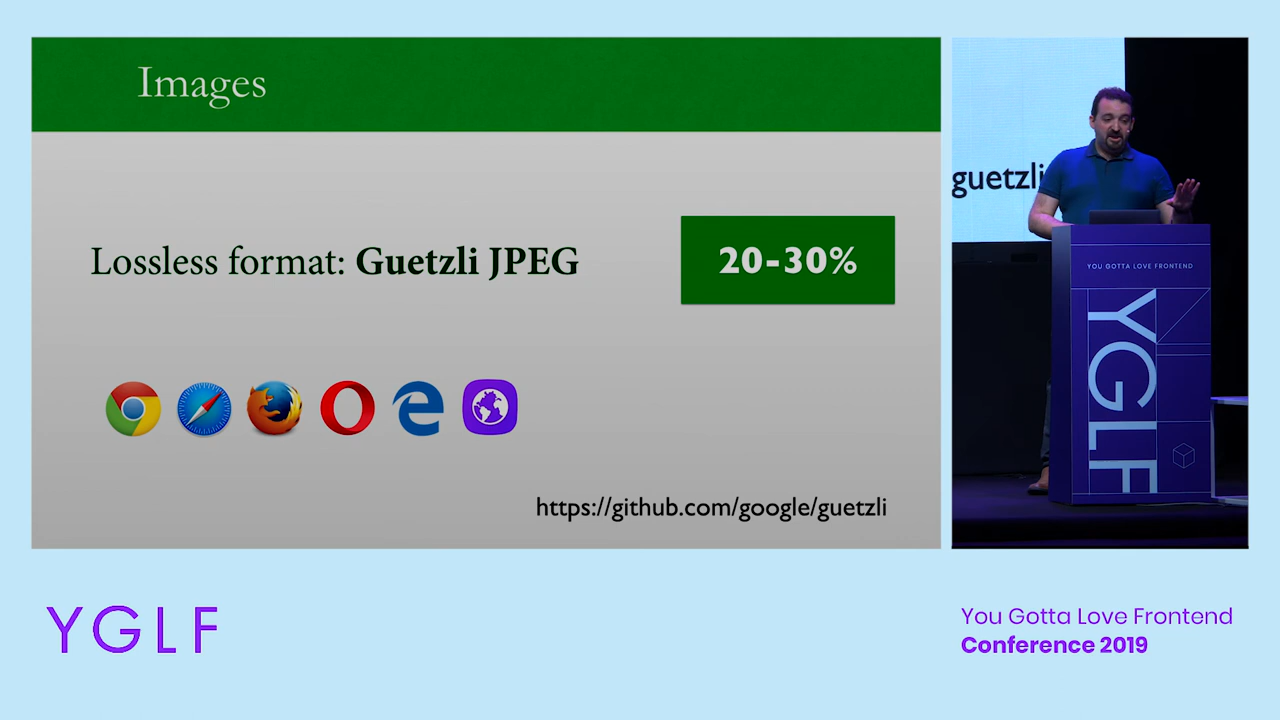 Images
Lossless format: Guetzli JPEG
20-30%
https://github.com/google/guetzli
guetzli
YOU GOTTA LOVE FRONTEND
YGLF
YGLF
You Gotta Love Frontend
Conference 2019